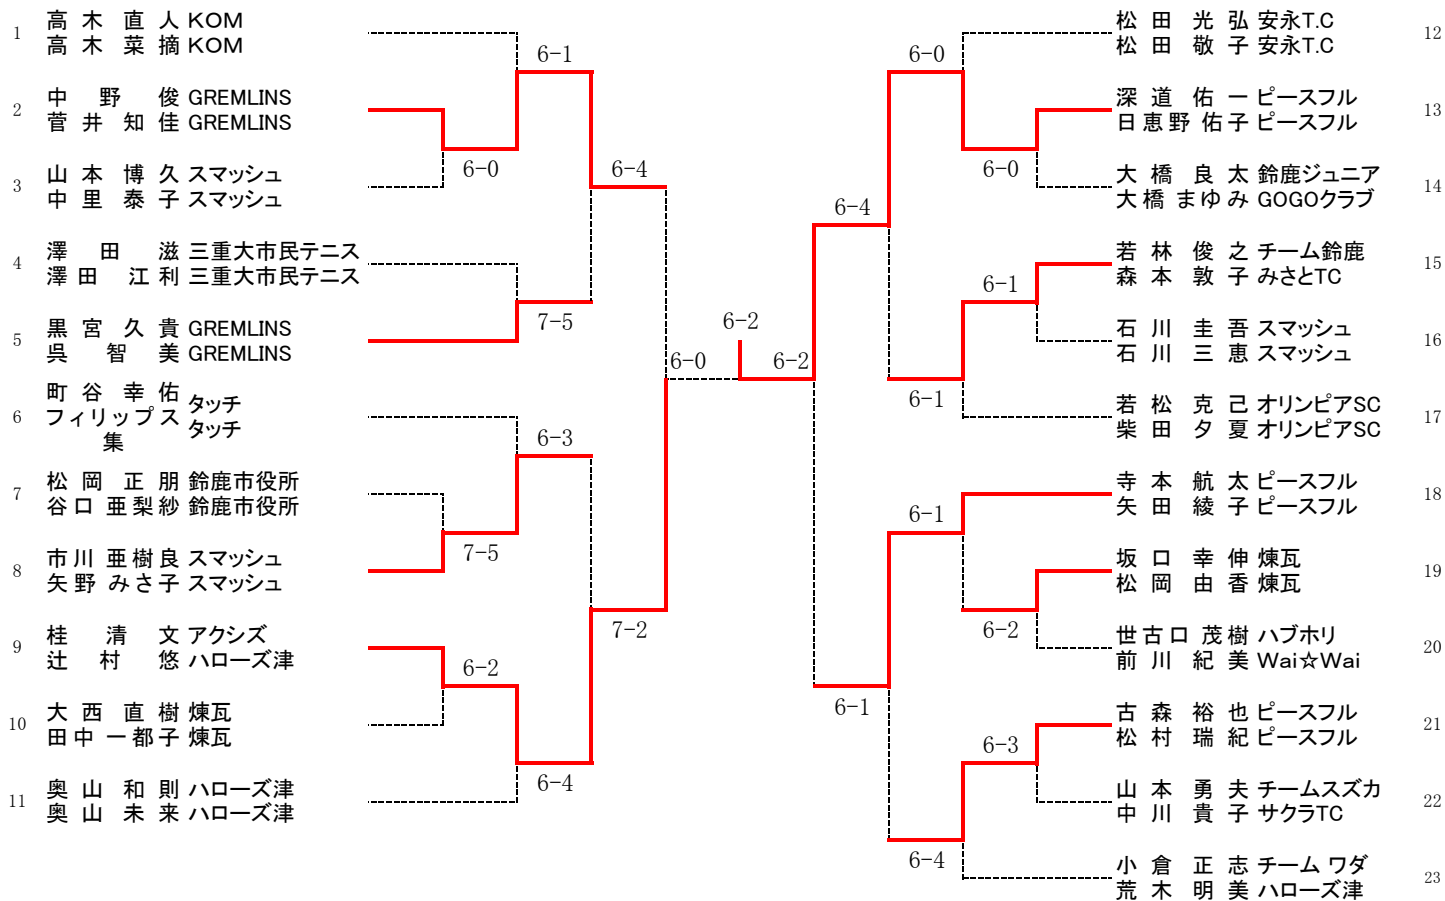 1 高木直人 KOM
高木菜摘 KOM
2 中野俊 GREMLINS
菅井知佳 GREMLINS
3 山本博久 スマッシュ
中里泰子 スマッシュ
4 澤田滋 三重大市民テニス
澤田江利 三重大市民テニス
5 黒宮久貴 GREMLINS
呉智美 GREMLINS
6 町谷幸佑 タッチ
フィリップス集 タッチ
7 松岡正朋 鈴鹿市役所
谷口亜梨紗 鈴鹿市役所
8 市川亜樹良 スマッシュ
矢野みさ子 スマッシュ
9 桂清文 アクシズ
辻村悠 ハローズ津
10 大西直樹 煉瓦
田中一都子 煉瓦
11 奥山和則 ハローズ津
奥山未来 ハローズ津
6-1
6-0
6-4
7-5
6-3
7-5
7-2
6-2
6-4
6-0
6-2
6-2
6-0
6-0
6-4
6-1
6-1
6-1
6-2
6-1
6-3
6-4
松田光弘 安永T.C 12
松田敬子 安永T.C
深道佑一 ピースフル 13
日恵野佑子 ピースフル
大橋良太 鈴鹿ジュニア 14
大橋まゆみ GOGOクラブ
若林俊之 チーム鈴鹿 15
森本敦子 みさとTC
石川圭吾 スマッシュ 16
石川三恵 スマッシュ
若松克己 オリンピアSC 17
柴田夕夏 オリンピアSC
寺本航太 ピースフル 18
矢田綾子 ピースフル
坂口幸伸 煉瓦 19
松岡由香 煉瓦
世古口茂樹 ハブホリ 20
前川紀美 Wai☆Wai
古森裕也 ピースフル 21
松村瑞紀 ピースフル
山本勇夫 チームスズカ 22
中川貴子 サクラTC
小倉正志 チーム ワダ 23
荒木明美 ハローズ津